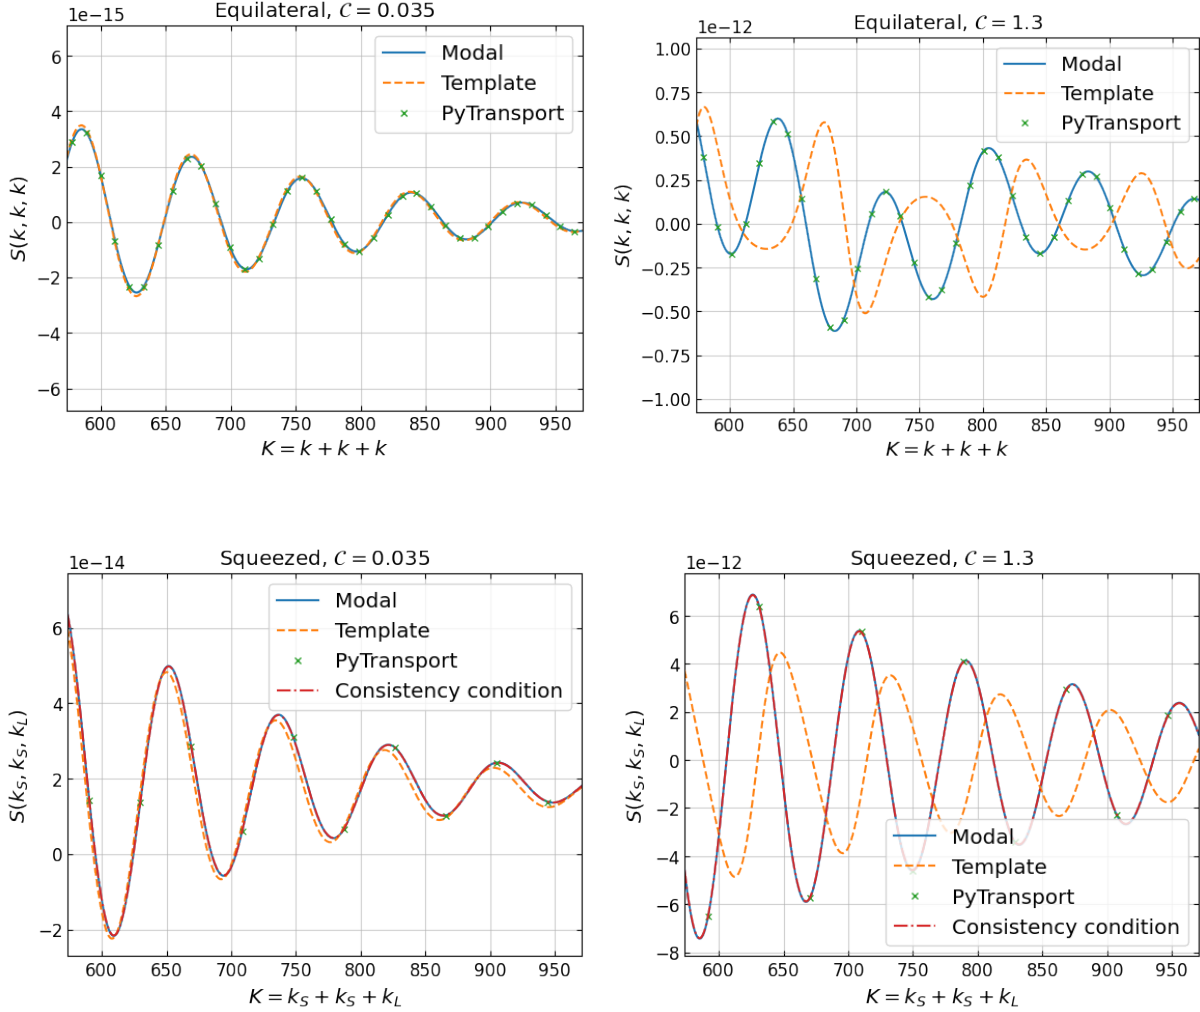 Equilateral, 𝒞 = 0.035
1e−15
6
4
2
0
−2
−4
−6
S(k, k, k)
Modal
Template
PyTransport
600 650 700 750 800 850 900 950
K = k + k + k
Equilateral, 𝒞 = 1.3
1e−12
1.00
0.75
0.50
0.25
0.00
−0.25
−0.50
−0.75
−1.00
S(k, k, k)
Modal
Template
PyTransport
600 650 700 750 800 850 900 950
K = k + k + k
Squeezed, 𝒞 = 0.035
1e−14
6
4
2
0
−2
S(k_S, k_S, k_L)
Modal
Template
PyTransport
Consistency condition
600 650 700 750 800 850 900 950
K = k_S + k_S + k_L
Squeezed, 𝒞 = 1.3
1e−12
6
4
2
0
−2
−4
−6
−8
S(k_S, k_S, k_L)
Modal
Template
PyTransport
Consistency condition
600 650 700 750 800 850 900 950
K = k_S + k_S + k_L